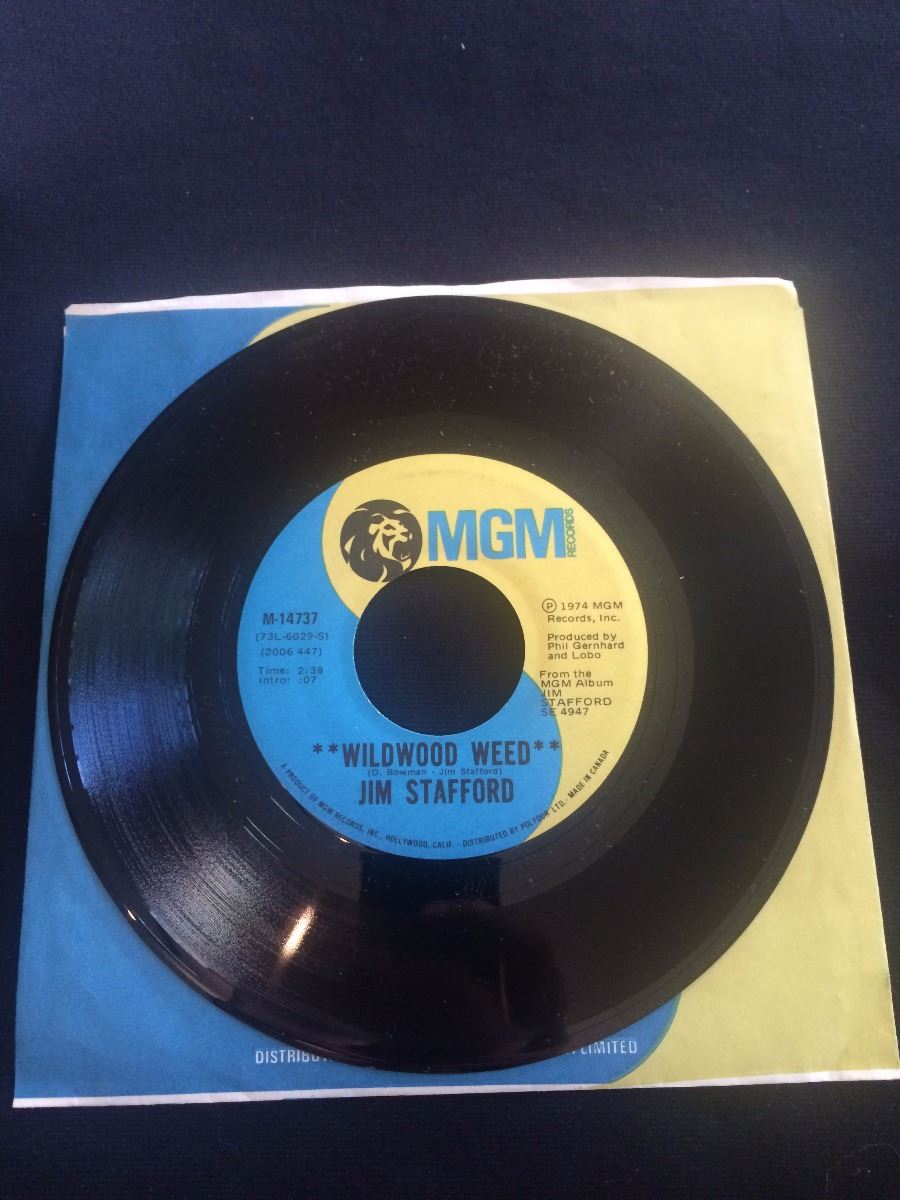 MGM
RECORDS
M-14737
(73L-6029-S)
(2006 447)
Time: 2:38
Intro: :07
Ⓟ 1974 MGM
Records, Inc.
Produced by
Phil Gernhard
and Lobo
From the
MGM Album
JIM
STAFFORD
SE 4947
**WILDWOOD WEED**
(D. Bowman - Jim Stafford)
JIM STAFFORD
A PRODUCT OF MGM RECORDS, INC., HOLLYWOOD, CALIF. - DISTRIBUTED BY POLYDOR LTD. MADE IN CANADA
LIMITED